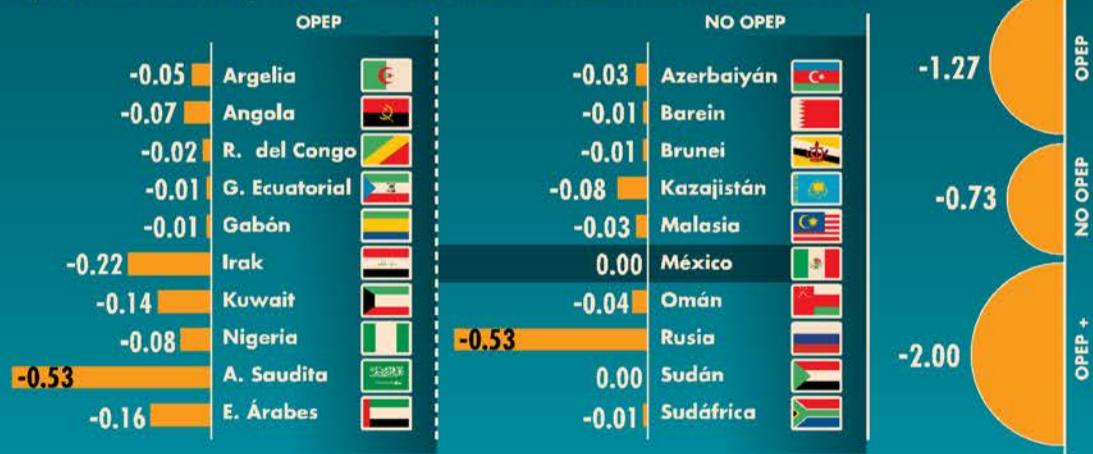 OPEP
-0.05 Argelia
-0.07 Angola
-0.02 R. del Congo
-0.01 G. Ecuatorial
-0.01 Gabón
-0.22 Irak
-0.14 Kuwait
-0.08 Nigeria
-0.53 A. Saudita
-0.16 E. Árabes
NO OPEP
-0.03 Azerbaiyán
-0.01 Barein
-0.01 Brunei
-0.08 Kazajistán
-0.03 Malasia
0.00 México
-0.04 Omán
-0.53 Rusia
0.00 Sudán
-0.01 Sudáfrica
-1.27 OPEP
-0.73 NO OPEP
-2.00 OPEP +